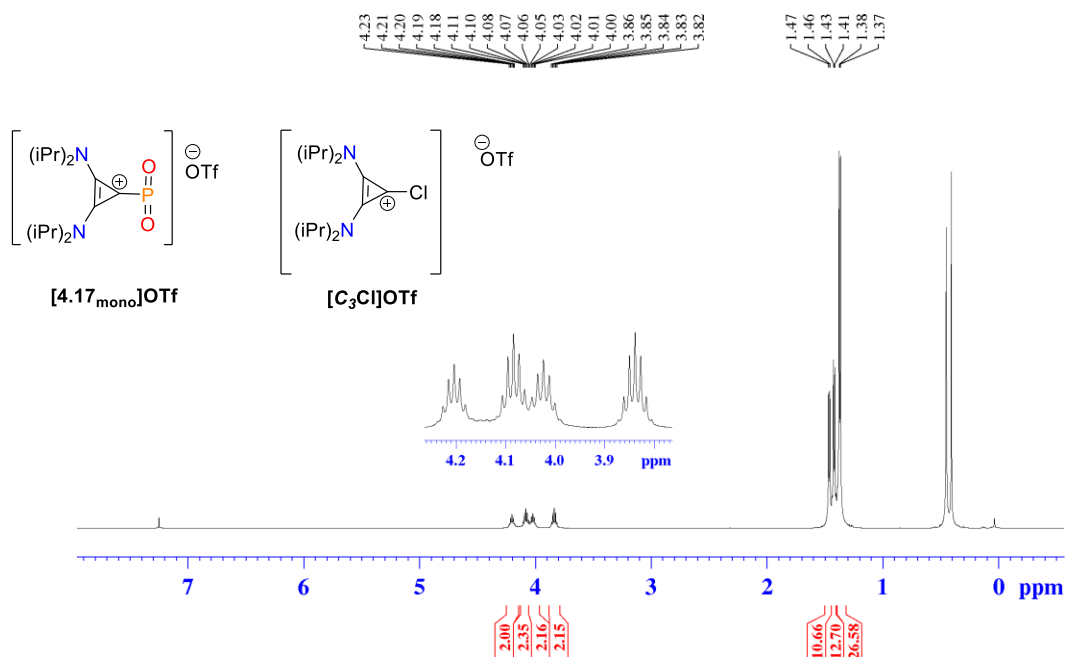 4.23 4.21 4.20 4.19 4.18 4.11 4.10 4.08 4.07 4.06 4.05 4.03 4.02 4.01 4.00 3.86 3.85 3.84 3.83 3.82 1.47 1.46 1.43 1.41 1.38 1.37
(iPr)₂N
(iPr)₂N
⊕
P
O
O
⊖
OTf
[4.17mono]OTf
(iPr)₂N
(iPr)₂N
⊕
Cl
⊖
OTf
[C₃Cl]OTf
4.2 4.1 4.0 3.9 ppm
7 6 5 4 3 2 1 0 ppm
2.00 2.35 2.16 2.15 10.66 12.70 26.58